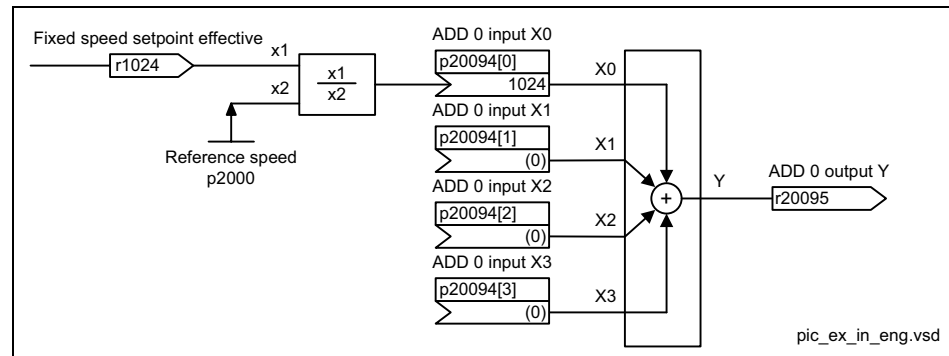 Fixed speed setpoint effective
r1024
x1
x2
x1
x2
Reference speed
p2000
ADD 0 input X0
p20094[0]
1024
X0
ADD 0 input X1
p20094[1]
(0)
X1
ADD 0 input X2
p20094[2]
(0)
X2
ADD 0 input X3
p20094[3]
(0)
X3
+
Y
ADD 0 output Y
r20095
pic_ex_in_eng.vsd